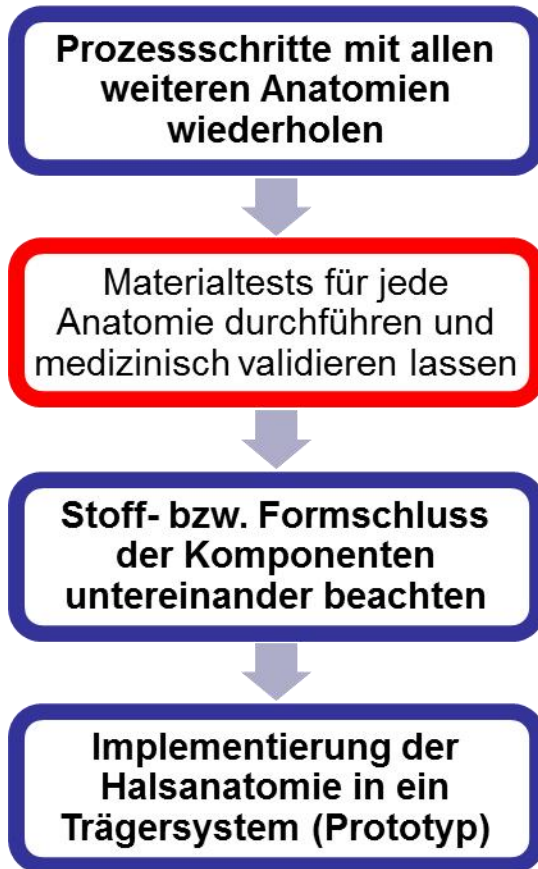 Prozessschritte mit allen
weiteren Anatomien
wiederholen
Materialtests für jede
Anatomie durchführen und
medizinisch validieren lassen
Stoff- bzw. Formschluss
der Komponenten
untereinander beachten
Implementierung der
Halsanatomie in ein
Trägersystem (Prototyp)